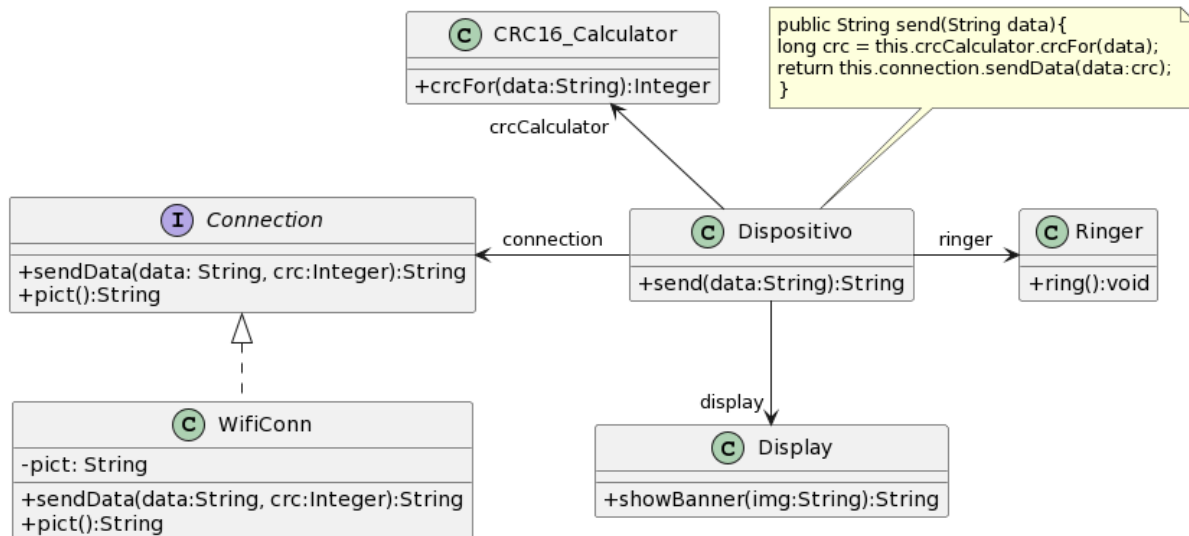 C CRC16_Calculator
+crcFor(data:String):Integer
public String send(String data){
long crc = this.crcCalculator.crcFor(data);
return this.connection.sendData(data:crc);
}
crcCalculator
I Connection
+sendData(data: String, crc:Integer):String
+pict():String
connection
C Dispositivo
+send(data:String):String
ringer
C Ringer
+ring():void
display
C WifiConn
-pict: String
+sendData(data:String, crc:Integer):String
+pict():String
C Display
+showBanner(img:String):String